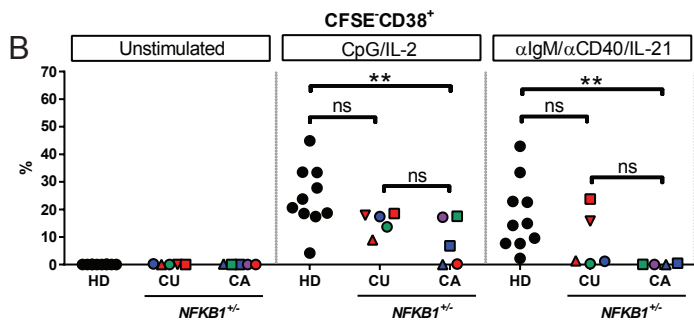 CFSE⁻CD38⁺
B
Unstimulated CpG/IL-2 αIgM/αCD40/IL-21
70
60
50
40
30
20
10
0
%
** **
ns ns
ns ns
HD CU CA HD CU CA HD CU CA
NFKB1⁺/⁻ NFKB1⁺/⁻ NFKB1⁺/⁻